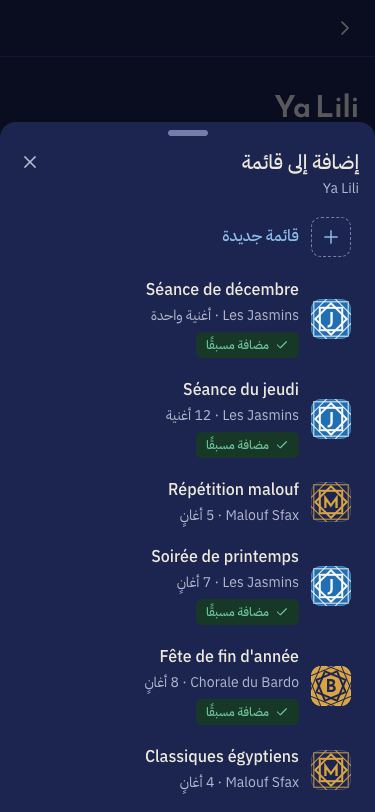 Ya Lili
إضافة إلى قائمة
Ya Lili
قائمة جديدة
Séance de décembre
Les Jasmins · أغنية واحدة
مضافة مسبقًا
J
Séance du jeudi
Les Jasmins · 12 أغنية
مضافة مسبقًا
J
Répétition malouf
Malouf Sfax · 5 أغانٍ
M
Soirée de printemps
Les Jasmins · 7 أغانٍ
مضافة مسبقًا
J
Fête de fin d'année
Chorale du Bardo · 8 أغانٍ
مضافة مسبقًا
B
Classiques égyptiens
Malouf Sfax · 4 أغانٍ
M